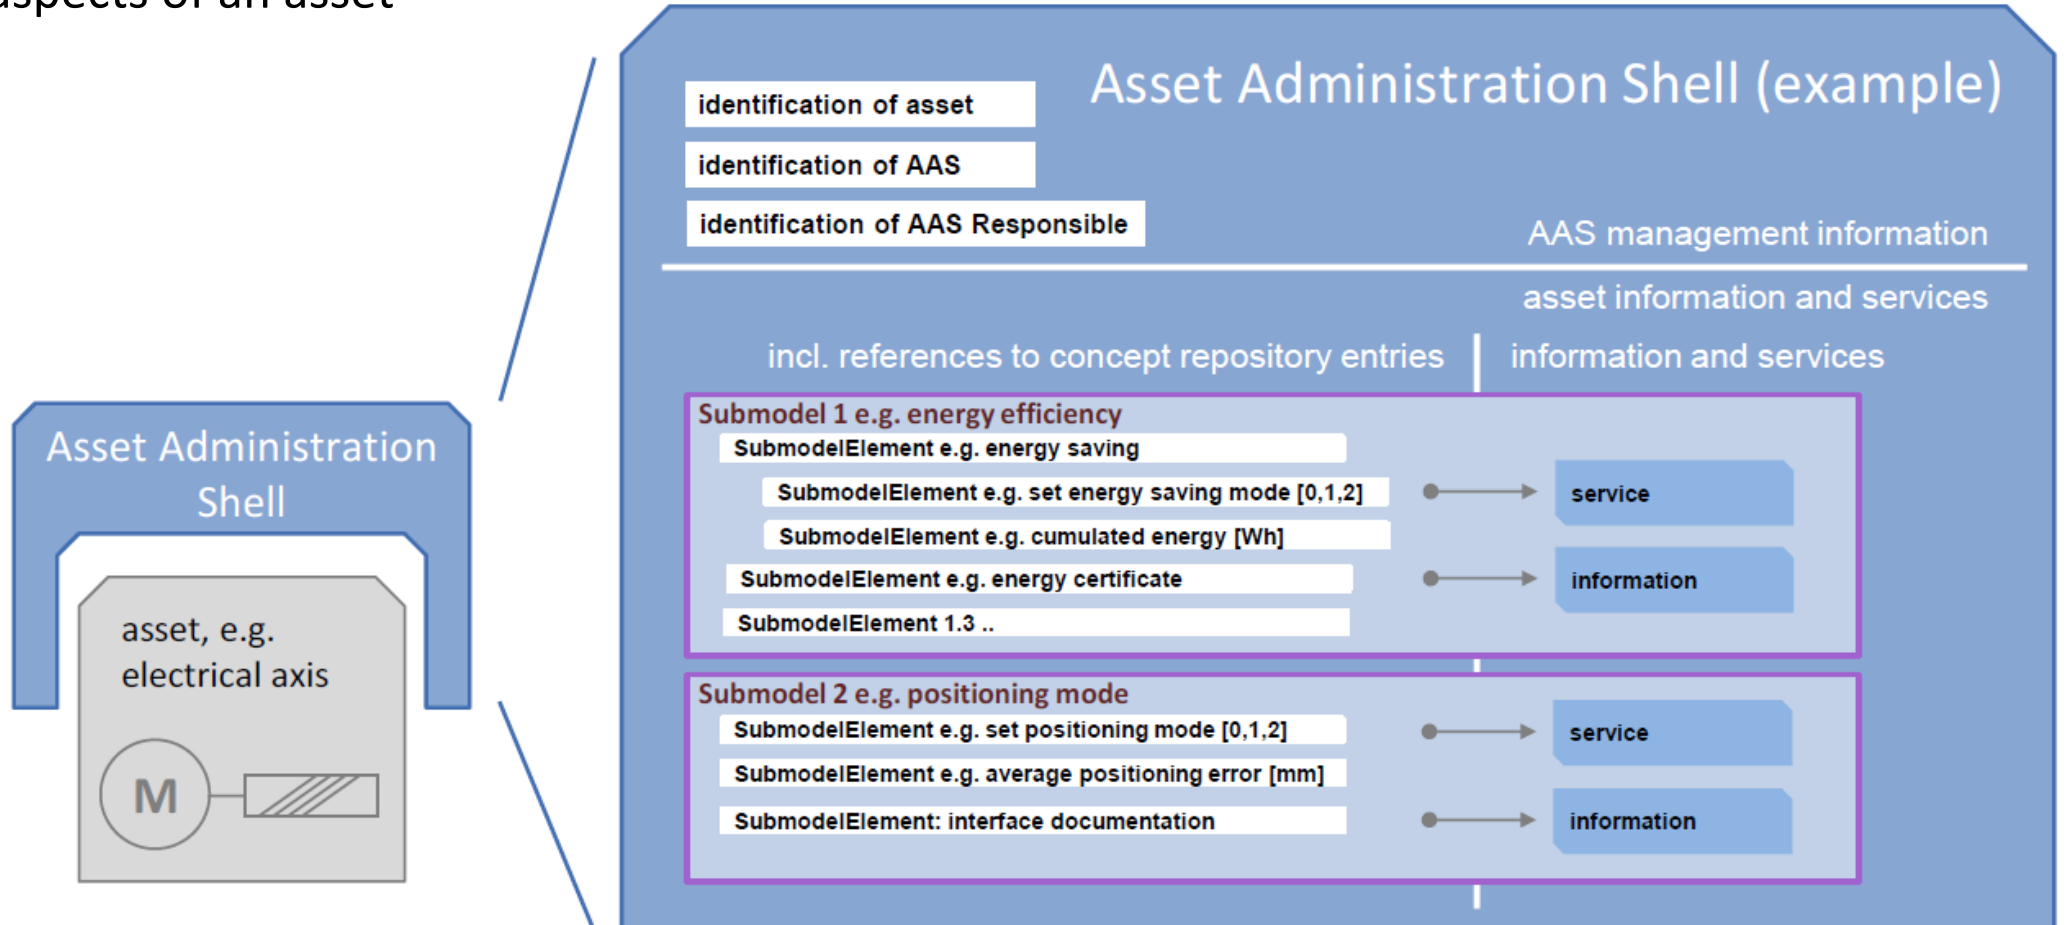 aspects of an asset
Asset Administration Shell (example)
identification of asset
identification of AAS
identification of AAS Responsible
AAS management information
asset information and services
incl. references to concept repository entries
information and services
Submodel 1 e.g. energy efficiency
SubmodelElement e.g. energy saving
SubmodelElement e.g. set energy saving mode [0,1,2]
service
SubmodelElement e.g. cumulated energy [Wh]
SubmodelElement e.g. energy certificate
information
SubmodelElement 1.3 ..
Submodel 2 e.g. positioning mode
SubmodelElement e.g. set positioning mode [0,1,2]
service
SubmodelElement e.g. average positioning error [mm]
SubmodelElement: interface documentation
information
Asset Administration
Shell
asset, e.g.
electrical axis
M